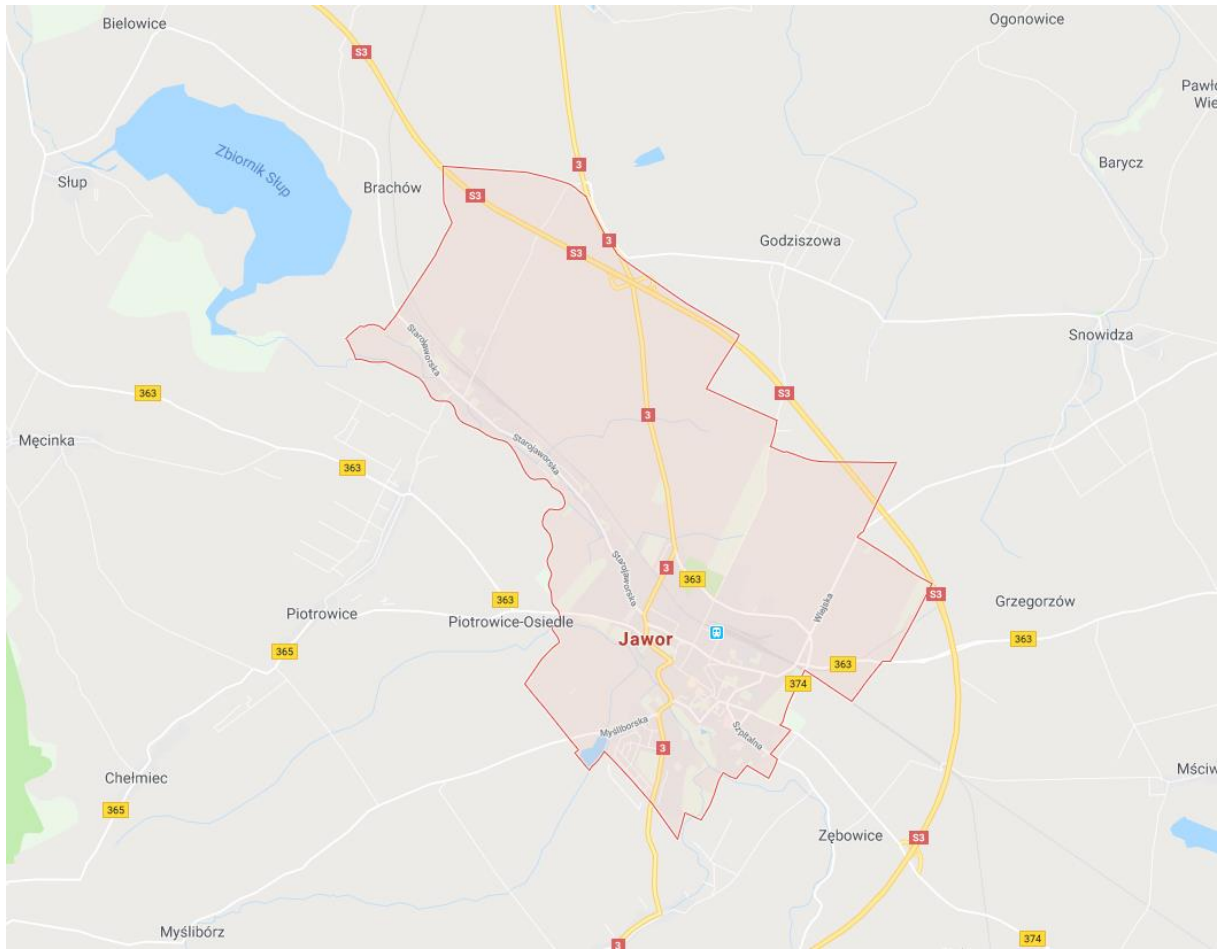 Bielowice
Ogonowice
S3
Pawło
Wie
Zbiornik Słup
3
Barycz
Słup
Brachów
S3
3
Godziszowa
S3
Snowidza
Starojaworska
363
S3
3
Męcinka
Starojaworska
363
Starojaworska
3
363
363
S3
Grzegorzów
Piotrowice
Piotrowice-Osiedle
Wiejska
Jawor
363
365
363
374
Myśliborska
Szpitalna
3
Chełmiec
Mściw
365
Zębowice
S3
Myślibórz
3
374